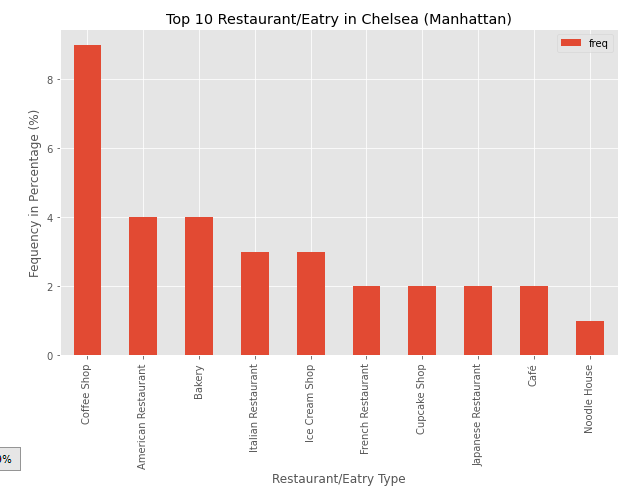 Top 10 Restaurant/Eatry in Chelsea (Manhattan)
freq
Fequency in Percentage (%)
8
6
4
2
0
Coffee Shop
American Restaurant
Bakery
Italian Restaurant
Ice Cream Shop
French Restaurant
Cupcake Shop
Japanese Restaurant
Café
Noodle House
%
Restaurant/Eatry Type